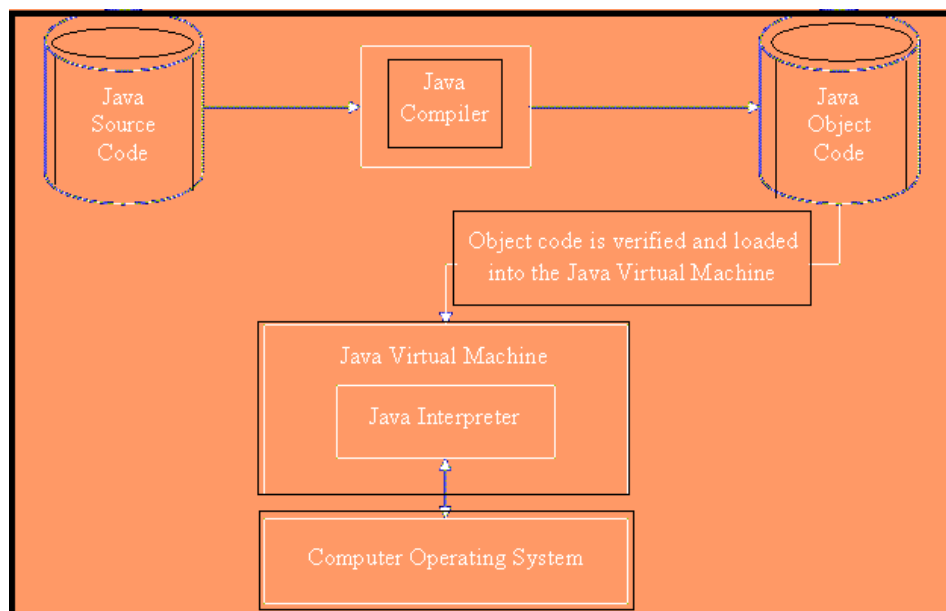 Java
Source
Code
Java
Compiler
Java
Object
Code
Object code is verified and loaded
into the Java Virtual Machine
Java Virtual Machine
Java Interpreter
Computer Operating System